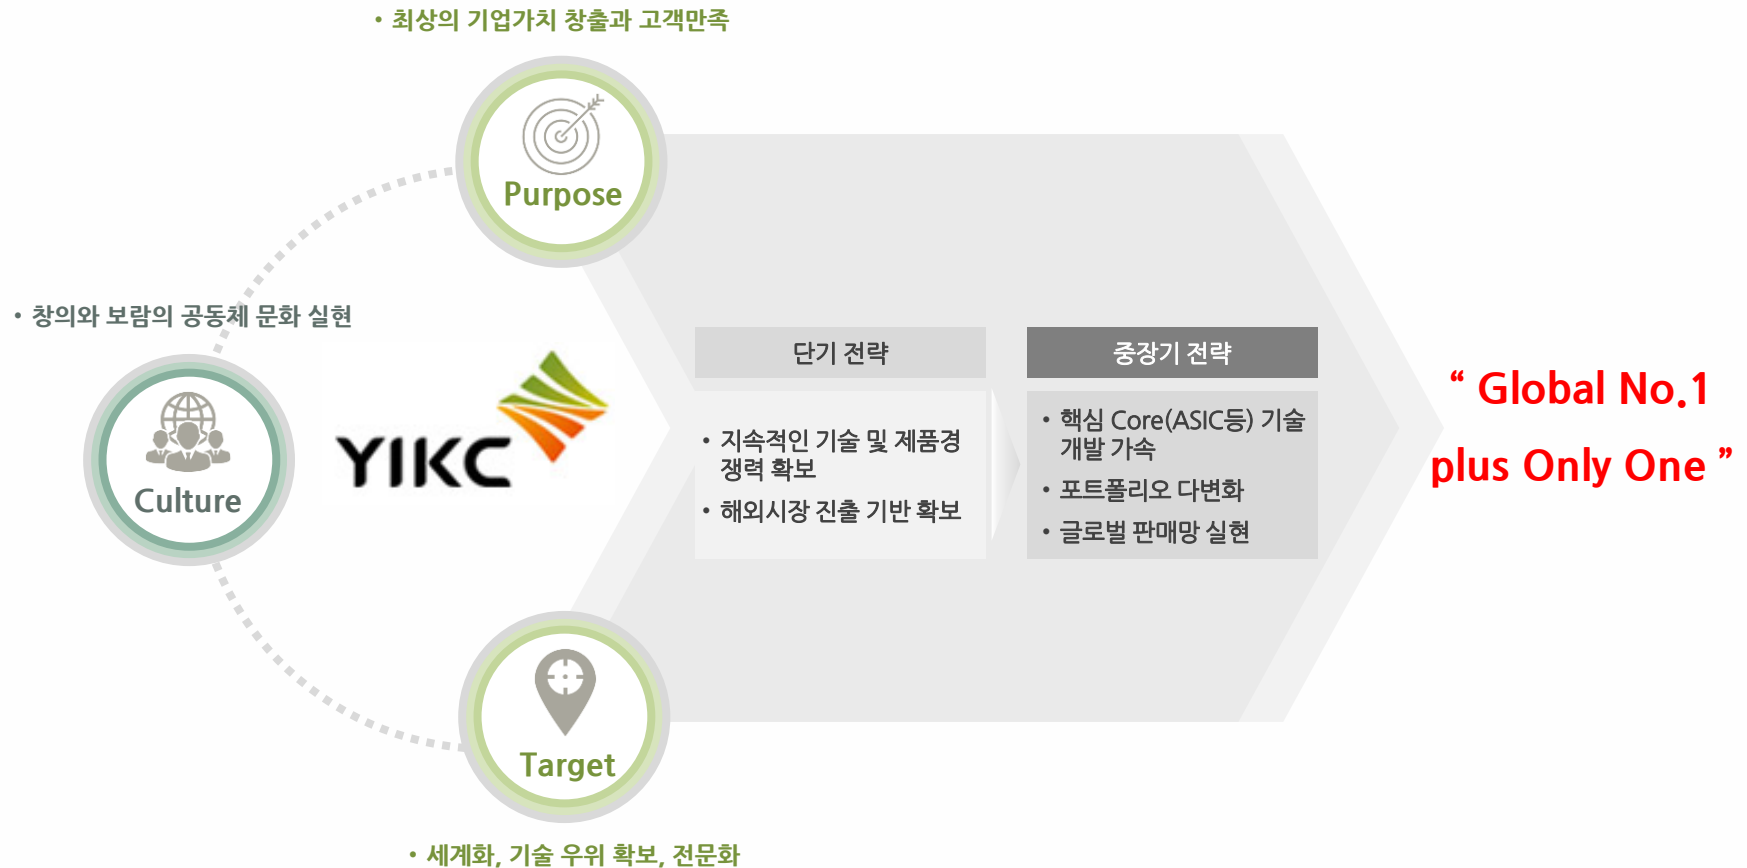 • 최상의 기업가치 창출과 고객만족
Purpose
• 창의와 보람의 공동체 문화 실현
Culture
YIKC
단기 전략
• 지속적인 기술 및 제품경
쟁력 확보
• 해외시장 진출 기반 확보
중장기 전략
• 핵심 Core(ASIC등) 기술
개발 가속
• 포트폴리오 다변화
• 글로벌 판매망 실현
“ Global No.1
plus Only One ”
Target
• 세계화, 기술 우위 확보, 전문화